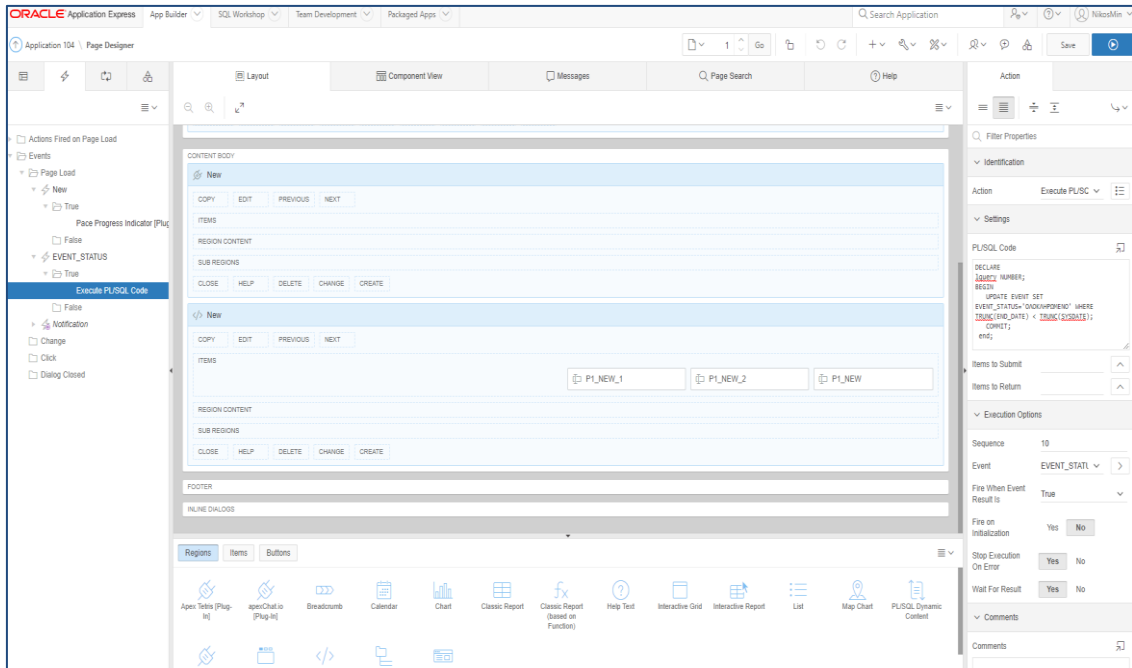 ORACLE Application Express App Builder SQL Workshop Team Development Packaged Apps Search Application NikosMin
Application 104 \ Page Designer 1 Go Save
Layout Component View Messages Page Search Help Action
Filter Properties
Actions Fired on Page Load
Events
Page Load
New
True
Pace Progress Indicator [Plug
False
EVENT_STATUS
True
Execute PL/SQL Code
False
Notification
Change
Click
Dialog Closed
CONTENT BODY
New
COPY EDIT PREVIOUS NEXT
ITEMS
REGION CONTENT
SUB REGIONS
CLOSE HELP DELETE CHANGE CREATE
New
COPY EDIT PREVIOUS NEXT
ITEMS
P1_NEW_1 P1_NEW_2 P1_NEW
REGION CONTENT
SUB REGIONS
CLOSE HELP DELETE CHANGE CREATE
FOOTER
INLINE DIALOGS
Regions Items Buttons
Apex Tetris [Plug-In] apexChat.io [Plug-In] Breadcrumb Calendar Chart Classic Report Classic Report (based on Function) Help Text Interactive Grid Interactive Report List Map Chart PL/SQL Dynamic Content
Identification
Action Execute PL/SC
Settings
PL/SQL Code
DECLARE
lquery NUMBER;
BEGIN
UPDATE EVENT SET
EVENT_STATUS='ΟΛΟΚΛΗΡΩΜΕΝΟ' WHERE
TRUNC(END_DATE) < TRUNC(SYSDATE);
COMMIT;
end;
Items to Submit
Items to Return
Execution Options
Sequence 10
Event EVENT_STATL
Fire When Event
Result Is True
Fire on
Initialization Yes No
Stop Execution
On Error Yes No
Wait For Result Yes No
Comments
Comments